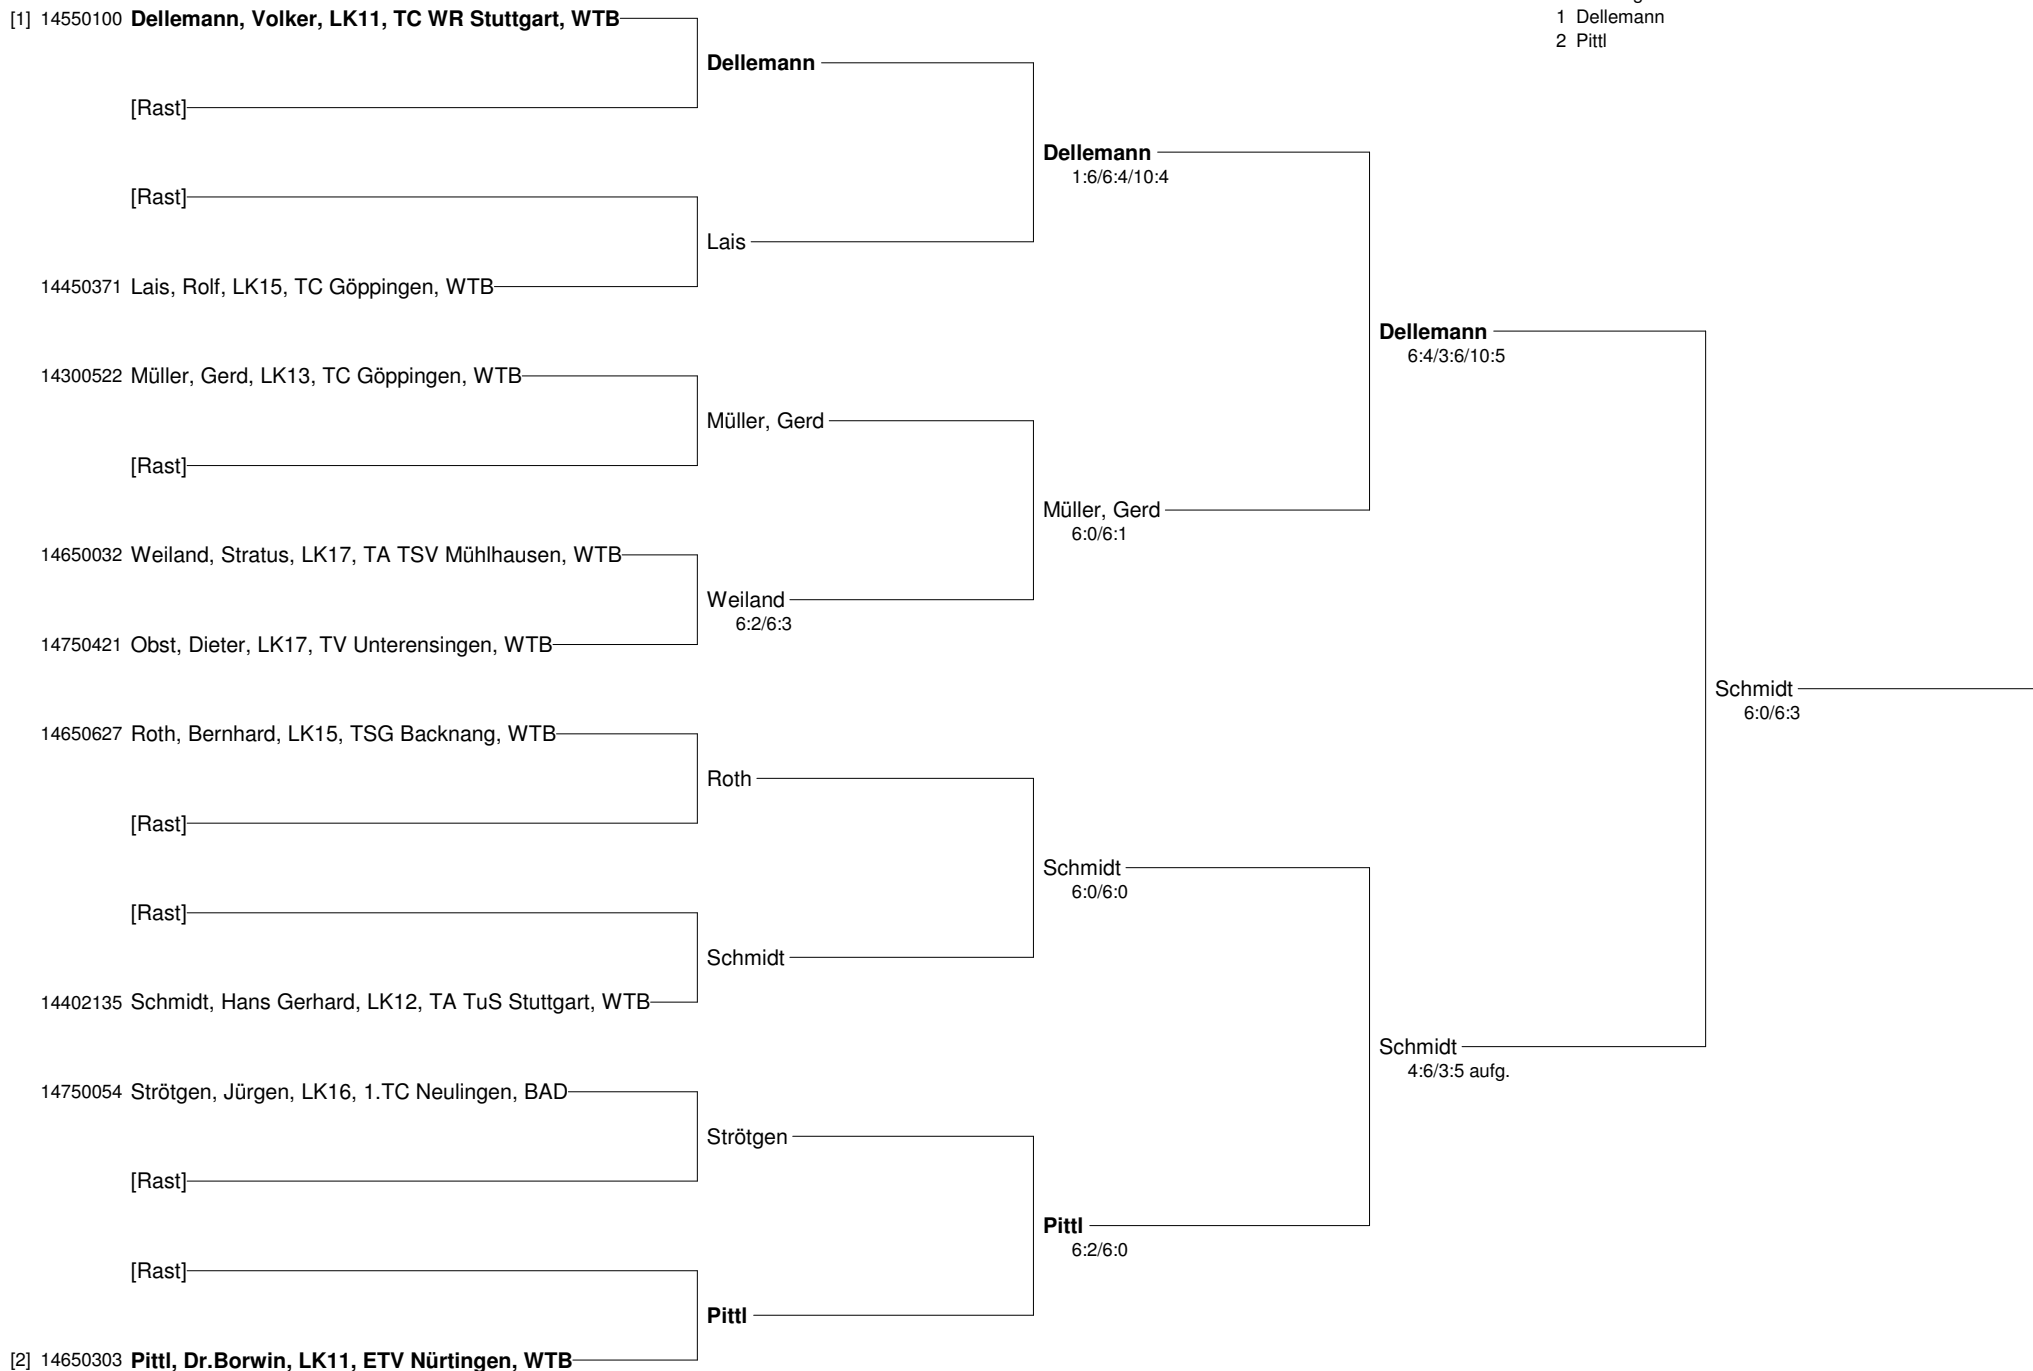 [1] 14550100 Dellemann, Volker, LK11, TC WR Stuttgart, WTB
[Rast]
[Rast]
14450371 Lais, Rolf, LK15, TC Göppingen, WTB
14300522 Müller, Gerd, LK13, TC Göppingen, WTB
[Rast]
14650032 Weiland, Stratus, LK17, TA TSV Mühlhausen, WTB
14750421 Obst, Dieter, LK17, TV Unterensingen, WTB
14650627 Roth, Bernhard, LK15, TSG Backnang, WTB
[Rast]
[Rast]
14402135 Schmidt, Hans Gerhard, LK12, TA TuS Stuttgart, WTB
14750054 Strötgen, Jürgen, LK16, 1.TC Neulingen, BAD
[Rast]
[Rast]
[2] 14650303 Pittl, Dr.Borwin, LK11, ETV Nürtingen, WTB
Dellemann
Lais
Müller, Gerd
Weiland
6:2/6:3
Roth
Schmidt
Strötgen
Pittl
Dellemann
1:6/6:4/10:4
Müller, Gerd
6:0/6:1
Schmidt
6:0/6:0
Pittl
6:2/6:0
Dellemann
6:4/3:6/10:5
Schmidt
4:6/3:5 aufg.
Schmidt
6:0/6:3
1 Dellemann
2 Pittl